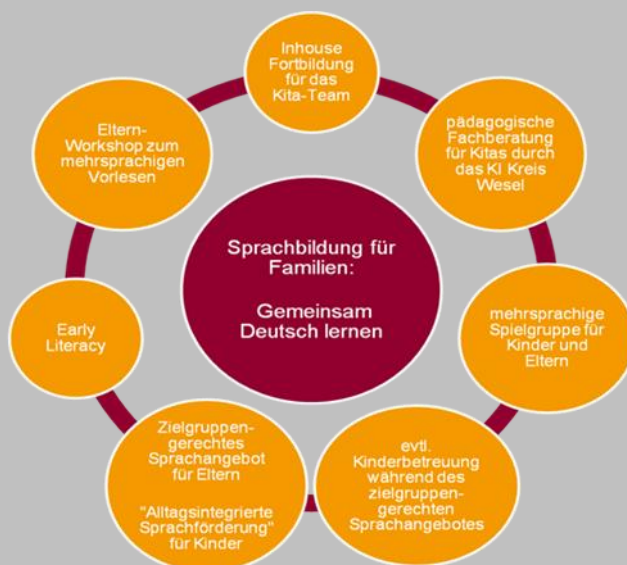 Inhouse
Fortbildung
für das
Kita-Team
pädagogische
Fachberatung
für Kitas durch
das KI Kreis
Wesel
mehrsprachige
Spielgruppe für
Kinder und
Eltern
evtl.
Kinderbetreuung
während des
zielgruppen-
gerechten
Sprachangebotes
Zielgruppen-
gerechtes
Sprachangebot
für Eltern
"Alltagsintegrierte
Sprachförderung"
für Kinder
Early
Literacy
Eltern-
Workshop zum
mehrsprachigen
Vorlesen
Sprachbildung für
Familien:
Gemeinsam
Deutsch lernen